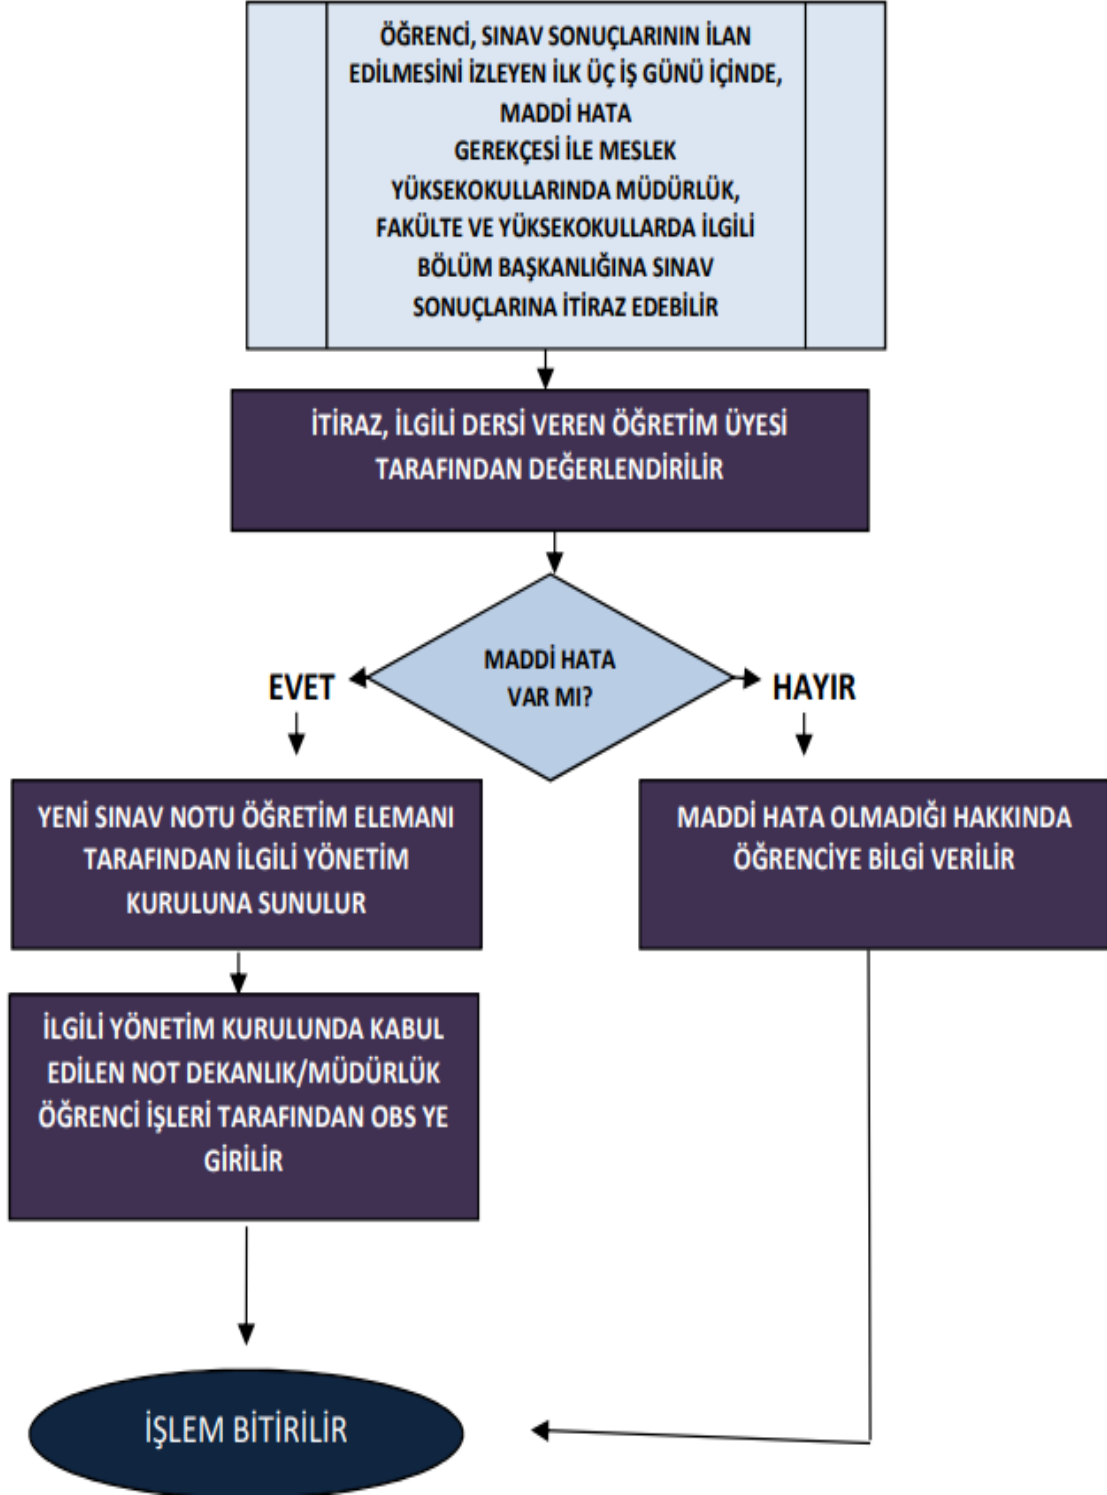 ÖĞRENCİ, SINAV SONUÇLARININ İLAN
EDİLMESİNİ İZLEYEN İLK ÜÇ İŞ GÜNÜ İÇİNDE,
MADDİ HATA
GEREKÇESİ İLE MESLEK
YÜKSEKOKULLARINDA MÜDÜRLÜK,
FAKÜLTE VE YÜKSEKOKULLARDA İLGİLİ
BÖLÜM BAŞKANLIĞINA SINAV
SONUÇLARINA İTİRAZ EDEBİLİR
İTİRAZ, İLGİLİ DERSİ VEREN ÖĞRETİM ÜYESİ
TARAFINDAN DEĞERLENDİRİLİR
MADDİ HATA
VAR MI?
EVET
HAYIR
YENİ SINAV NOTU ÖĞRETİM ELEMANI
TARAFINDAN İLGİLİ YÖNETİM
KURULUNA SUNULUR
MADDİ HATA OLMADIĞI HAKKINDA
ÖĞRENCİYE BİLGİ VERİLİR
İLGİLİ YÖNETİM KURULUNDA KABUL
EDİLEN NOT DEKANLIK/MÜDÜRLÜK
ÖĞRENCİ İŞLERİ TARAFINDAN OBS YE
GİRİLİR
İŞLEM BİTİRİLİR